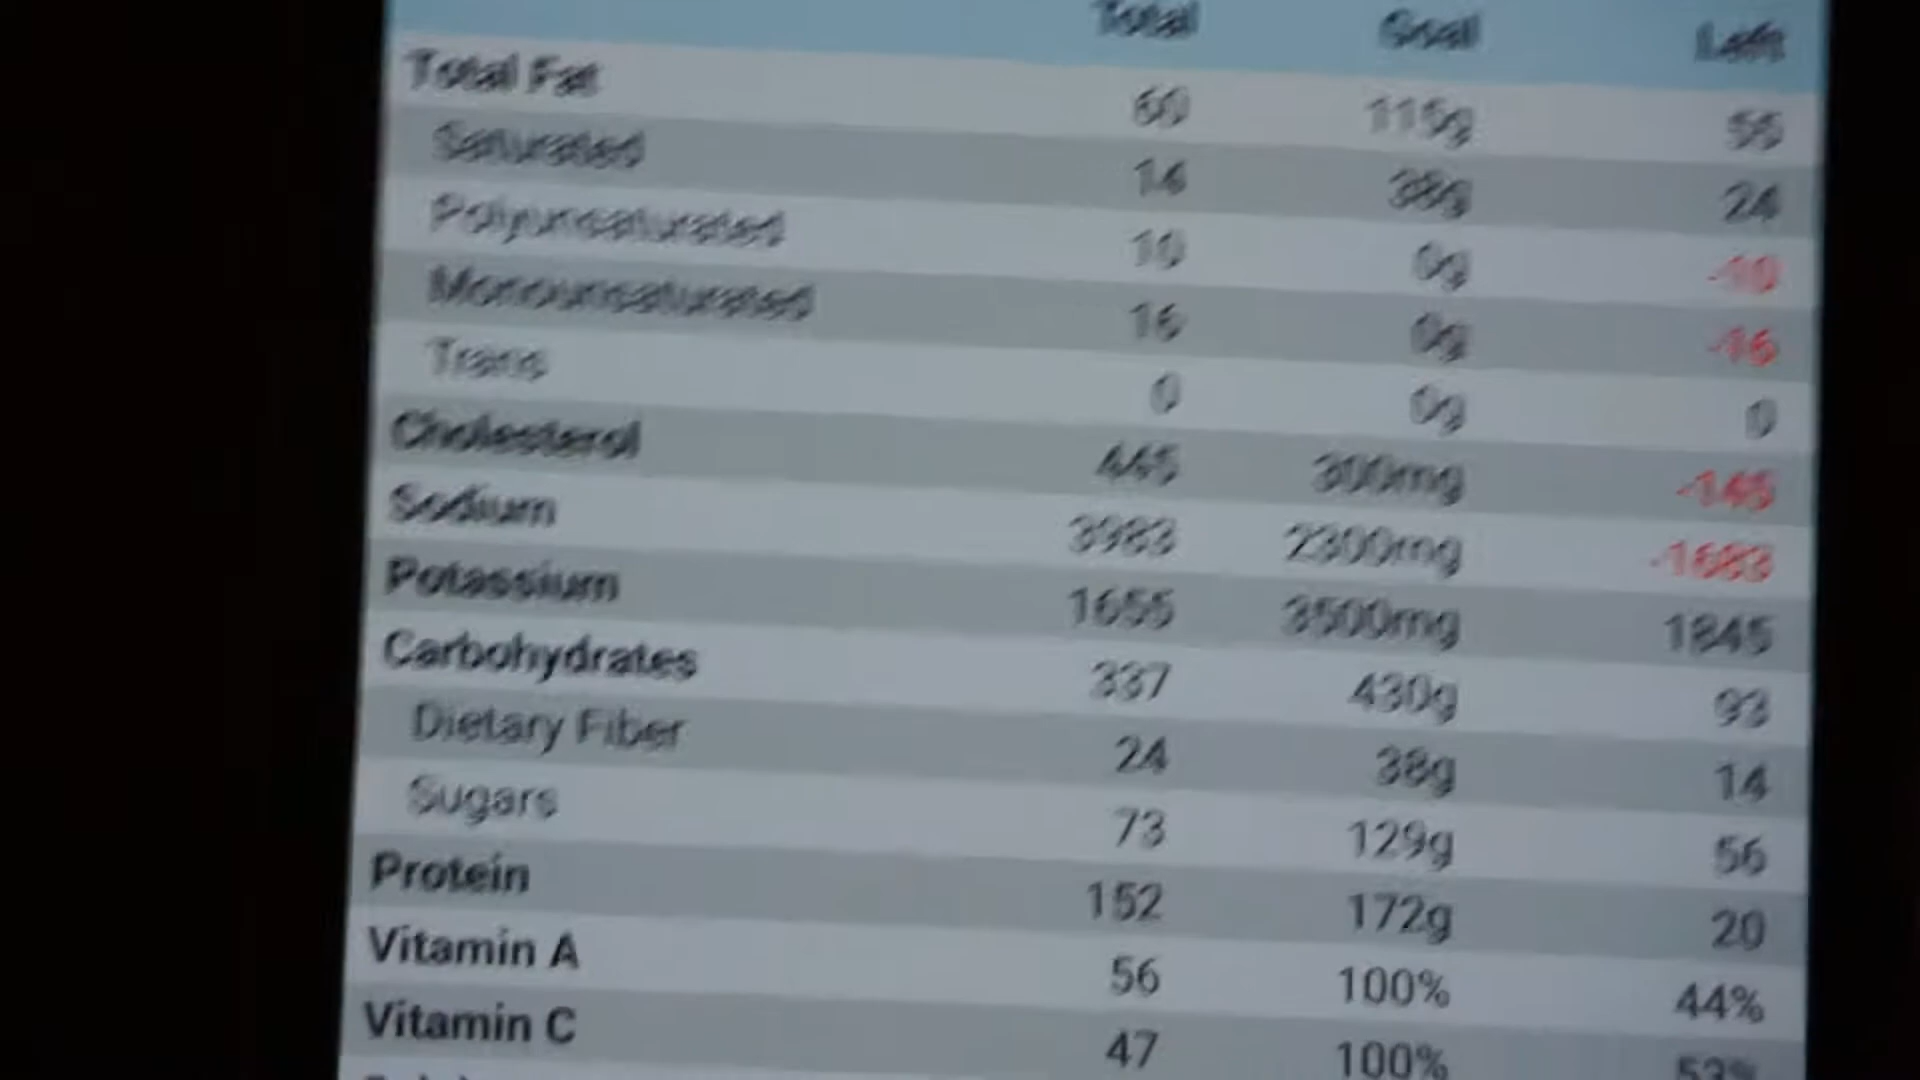 Total Goal Left
Total Fat 60 115g 55
Saturated 14 38g 24
Polyunsaturated 10 0g -10
Monounsaturated 16 0g -16
Trans 0 0g 0
Cholesterol 445 300mg -145
Sodium 3983 2300mg -1683
Potassium 1655 3500mg 1845
Carbohydrates 337 430g 93
Dietary Fiber 24 38g 14
Sugars 73 129g 56
Protein 152 172g 20
Vitamin A 56 100% 44%
Vitamin C 47 100% 53%